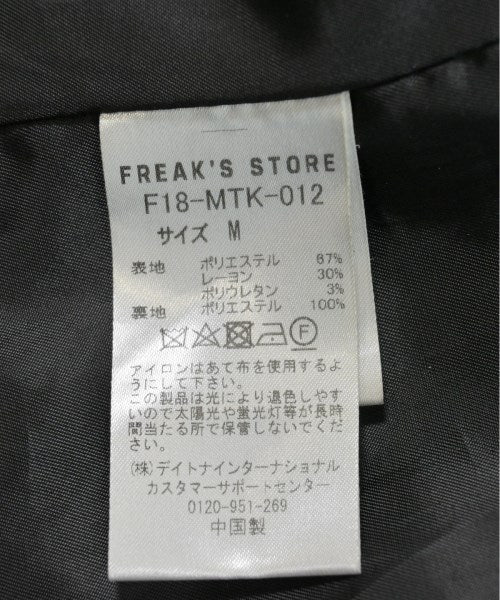 FREAK'S STORE
F18-MTK-012
サイズ M
表地 ポリエステル 67%
レーヨン 30%
ポリウレタン 3%
裏地 ポリエステル 100%
F
アイロンはあて布を使用するよ
うにして下さい。
この製品は光により退色しやす
いので太陽光や蛍光灯等が長時
間当たる所で保管しないでくだ
さい。
(株)デイトナインターナショナル
カスタマーサポートセンター
0120-951-269
中国製